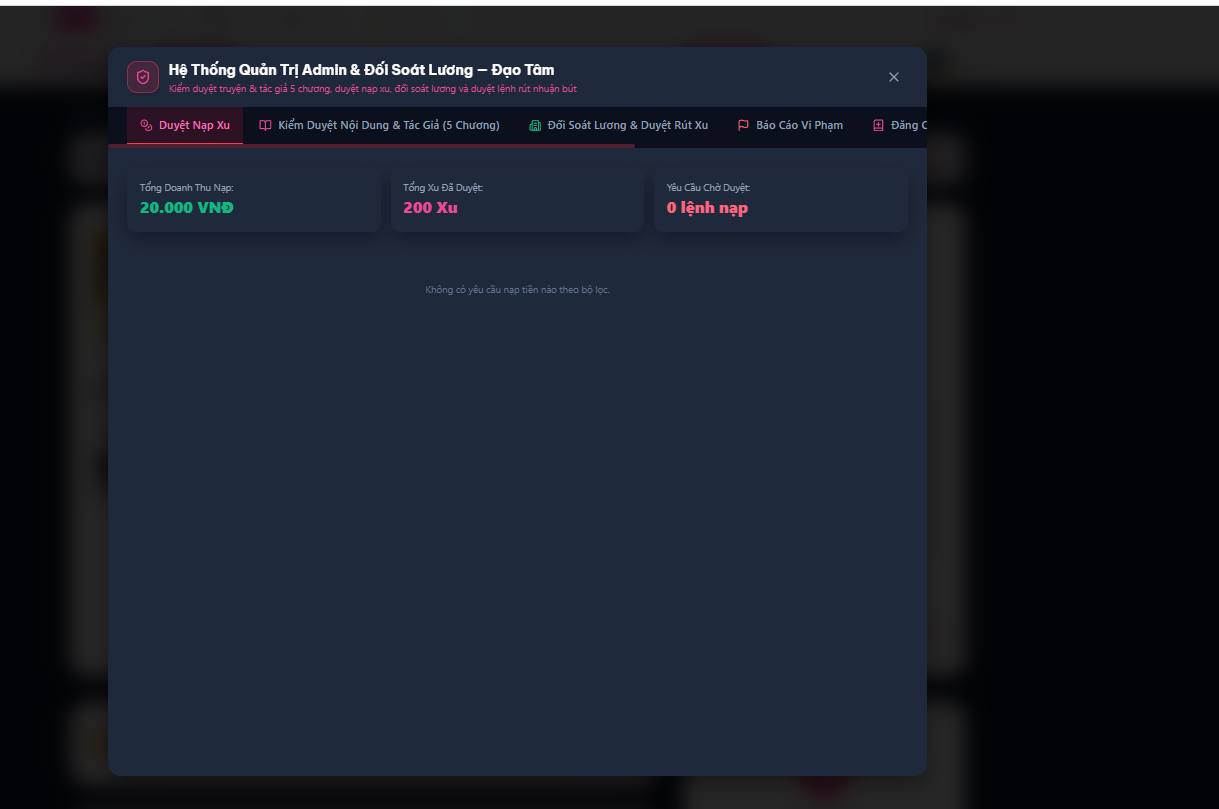 Hệ Thống Quản Trị Admin & Đối Soát Lương — Đạo Tâm
Kiểm duyệt truyện & tác giả 5 chương, duyệt nạp xu, đối soát lương và duyệt lệnh rút nhuận bút
Duyệt Nạp Xu
Kiểm Duyệt Nội Dung & Tác Giả (5 Chương)
Đối Soát Lương & Duyệt Rút Xu
Báo Cáo Vi Phạm
Đăng C
Tổng Doanh Thu Nạp:
20.000 VNĐ
Tổng Xu Đã Duyệt:
200 Xu
Yêu Cầu Chờ Duyệt:
0 lệnh nạp
Không có yêu cầu nạp tiền nào theo bộ lọc.